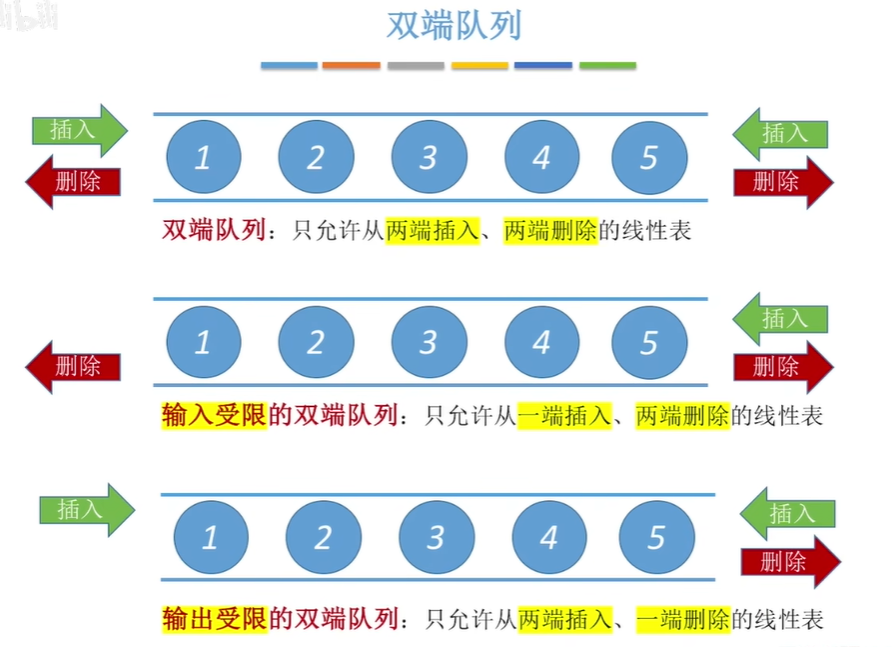 bilibili
双端队列
插入 1 2 3 4 5 插入
删除 删除
双端队列：只允许从两端插入、两端删除的线性表
1 2 3 4 5 插入
删除 删除
输入受限的双端队列：只允许从一端插入、两端删除的线性表
插入 1 2 3 4 5 插入
删除
输出受限的双端队列：只允许从两端插入、一端删除的线性表